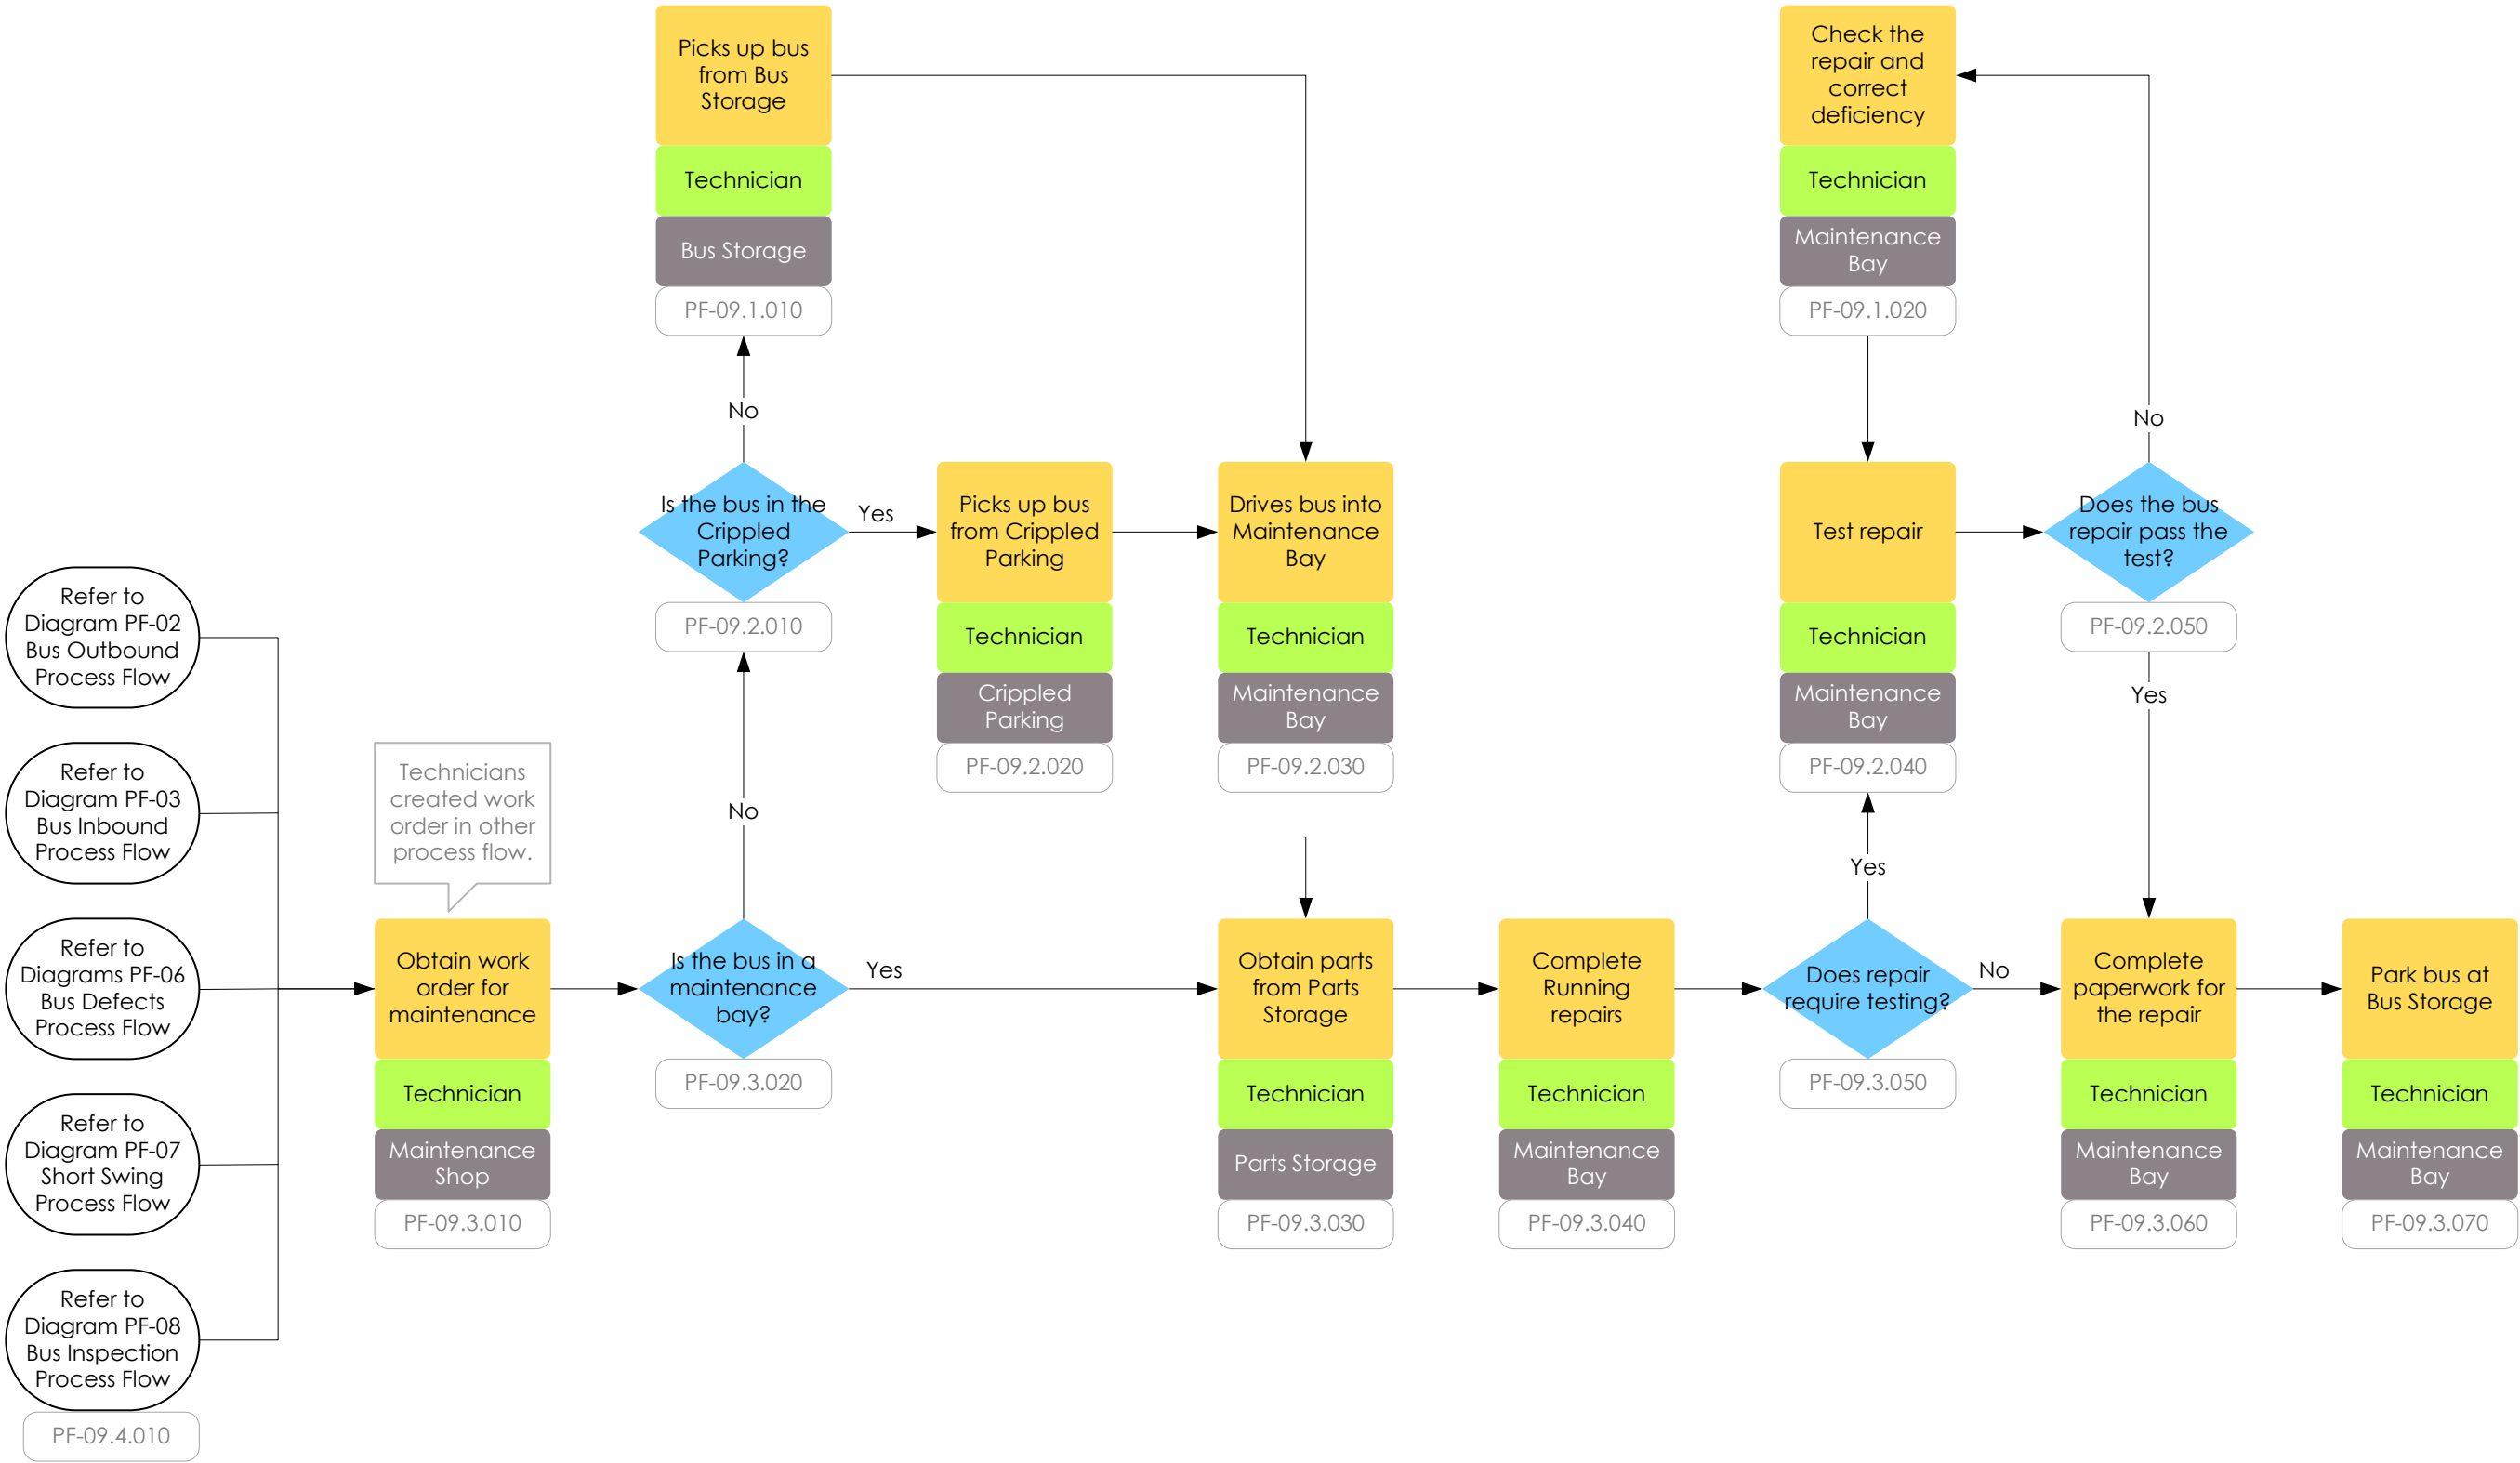 Picks up bus
from Bus
Storage
Technician
Bus Storage
PF-09.1.010
Check the
repair and
correct
deficiency
Technician
Maintenance
Bay
PF-09.1.020
No
No
Is the bus in the
Crippled
Parking?
PF-09.2.010
Yes
Picks up bus
from Crippled
Parking
Technician
Crippled
Parking
PF-09.2.020
Drives bus into
Maintenance
Bay
Technician
Maintenance
Bay
PF-09.2.030
Test repair
Technician
Maintenance
Bay
PF-09.2.040
Does the bus
repair pass the
test?
PF-09.2.050
Yes
Refer to
Diagram PF-02
Bus Outbound
Process Flow
Refer to
Diagram PF-03
Bus Inbound
Process Flow
Refer to
Diagrams PF-06
Bus Defects
Process Flow
Refer to
Diagram PF-07
Short Swing
Process Flow
Refer to
Diagram PF-08
Bus Inspection
Process Flow
PF-09.4.010
Technicians
created work
order in other
process flow.
No
Yes
Obtain work
order for
maintenance
Technician
Maintenance
Shop
PF-09.3.010
Is the bus in a
maintenance
bay?
PF-09.3.020
Yes
Obtain parts
from Parts
Storage
Technician
Parts Storage
PF-09.3.030
Complete
Running
repairs
Technician
Maintenance
Bay
PF-09.3.040
Does repair
require testing?
PF-09.3.050
No
Complete
paperwork for
the repair
Technician
Maintenance
Bay
PF-09.3.060
Park bus at
Bus Storage
Technician
Maintenance
Bay
PF-09.3.070